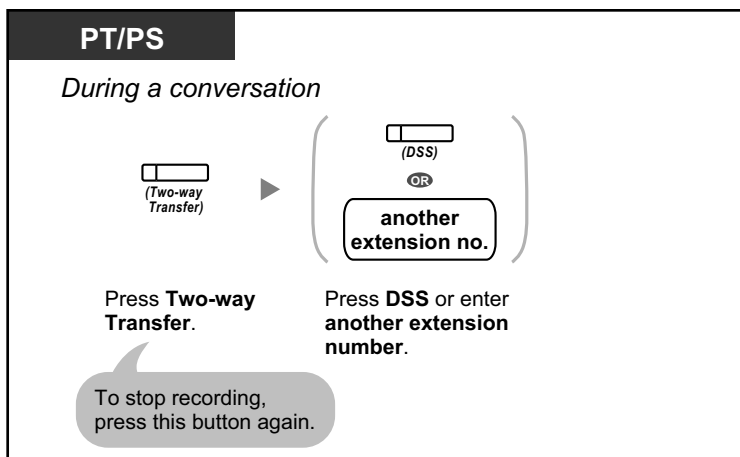 PT/PS
During a conversation
(Two-way
Transfer)
(DSS)
OR
another
extension no.
Press Two-way
Transfer.
Press DSS or enter
another extension
number.
To stop recording,
press this button again.